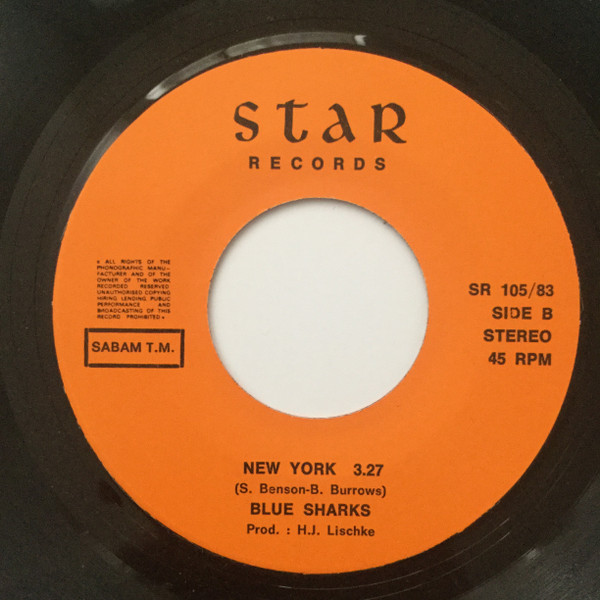 STAR
RECORDS
« ALL RIGHTS OF THE
PHONOGRAPHIC MANU-
FACTURER AND OF THE
OWNER OF THE WORK
RECORDED RESERVED
UNAUTHORISED COPYING
HIRING LENDING PUBLIC
PERFORMANCE AND
BROADCASTING OF THIS
RECORD PROHIBITED »
SABAM T.M.
SR 105/83
SIDE B
STEREO
45 RPM
NEW YORK 3.27
(S. Benson-B. Burrows)
BLUE SHARKS
Prod. : H.J. Lischke